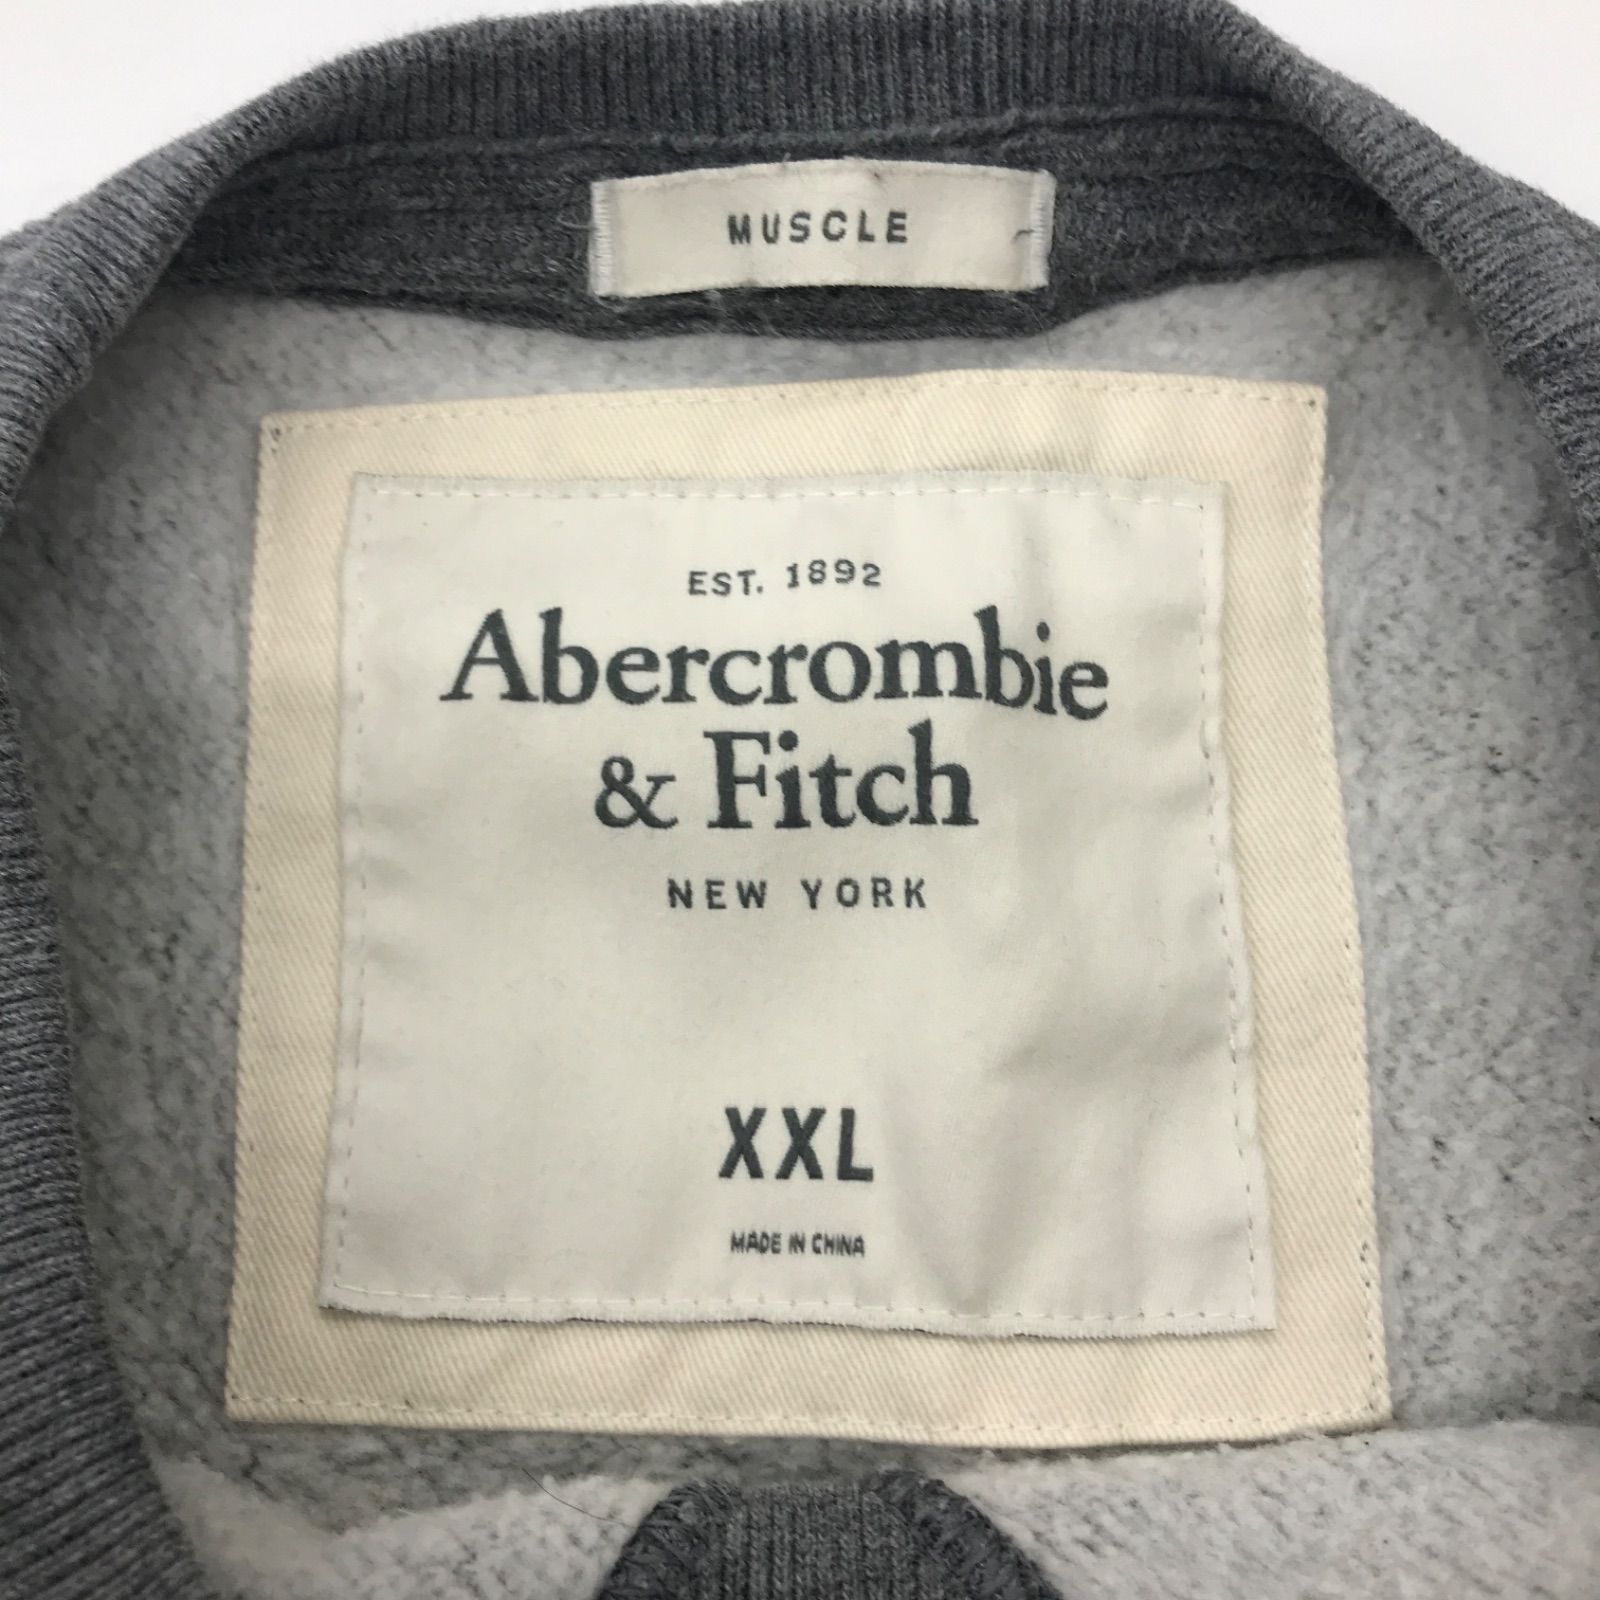 MUSCLE
EST. 1892
Abercrombie
& Fitch
NEW YORK
XXL
MADE IN CHINA